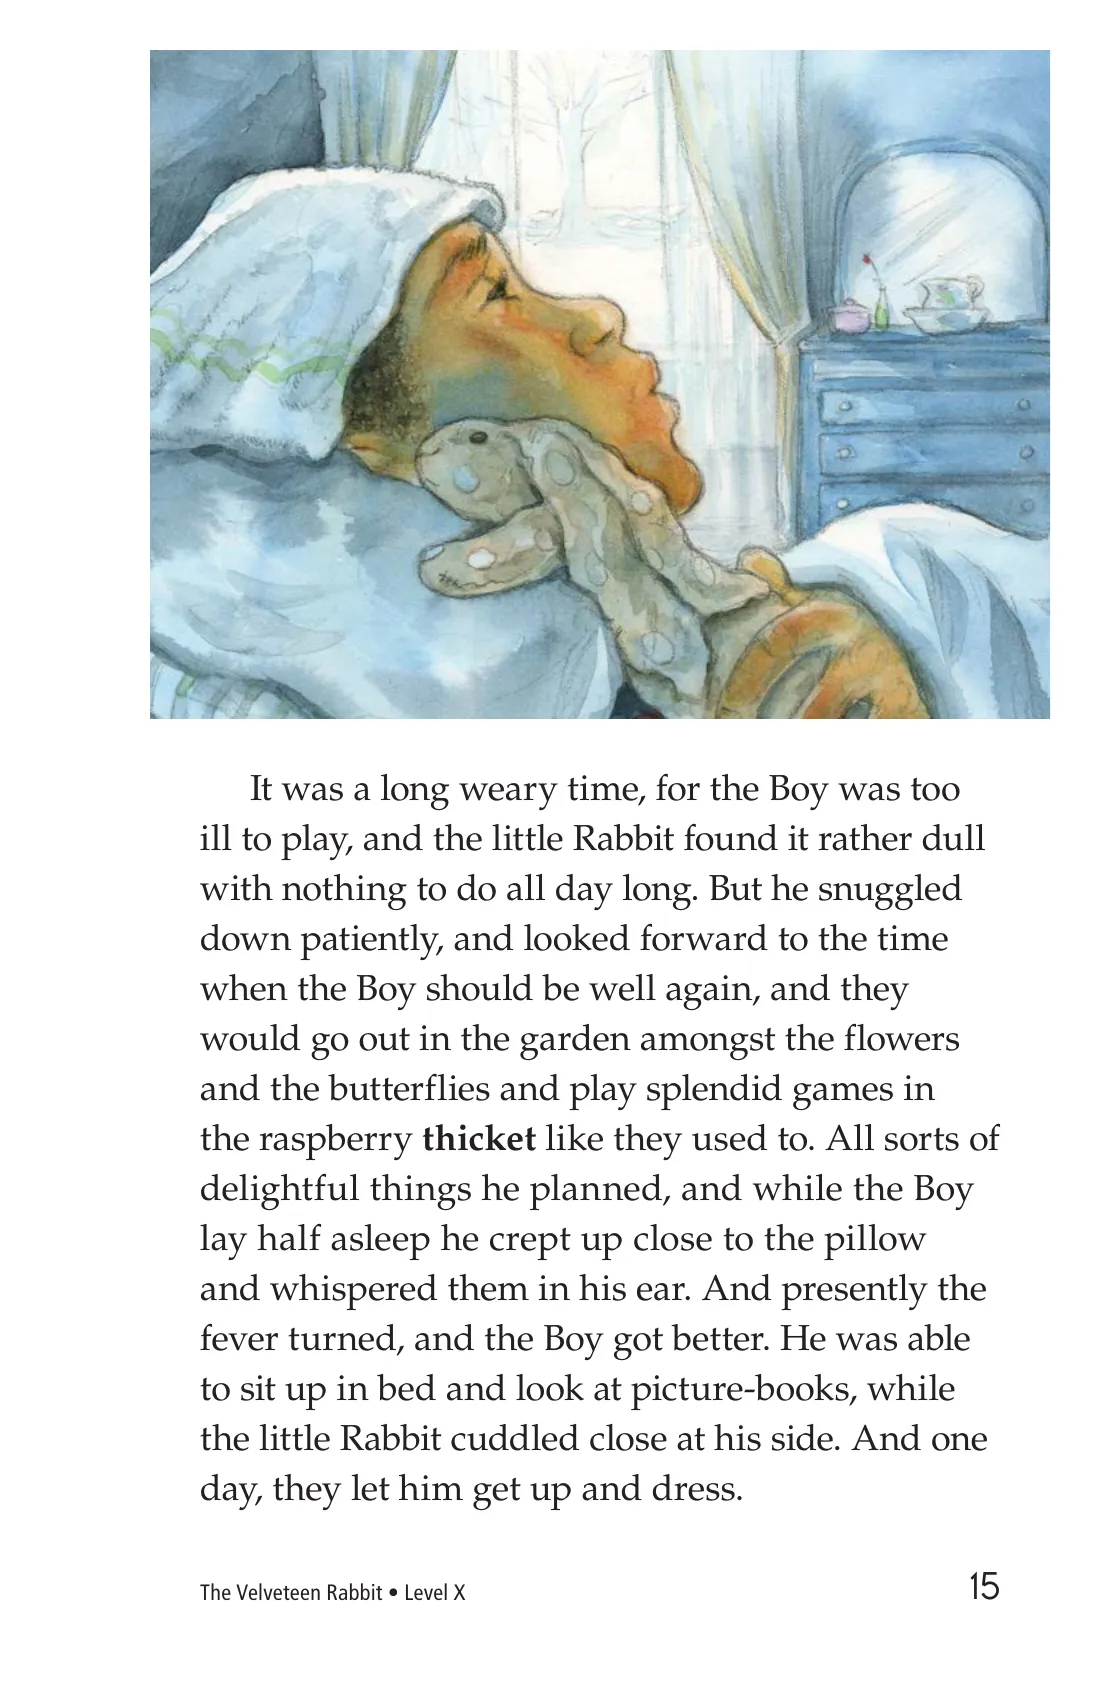 It was a long weary time, for the Boy was too
ill to play, and the little Rabbit found it rather dull
with nothing to do all day long. But he snuggled
down patiently, and looked forward to the time
when the Boy should be well again, and they
would go out in the garden amongst the flowers
and the butterflies and play splendid games in
the raspberry thicket like they used to. All sorts of
delightful things he planned, and while the Boy
lay half asleep he crept up close to the pillow
and whispered them in his ear. And presently the
fever turned, and the Boy got better. He was able
to sit up in bed and look at picture-books, while
the little Rabbit cuddled close at his side. And one
day, they let him get up and dress.
The Velveteen Rabbit • Level X
15